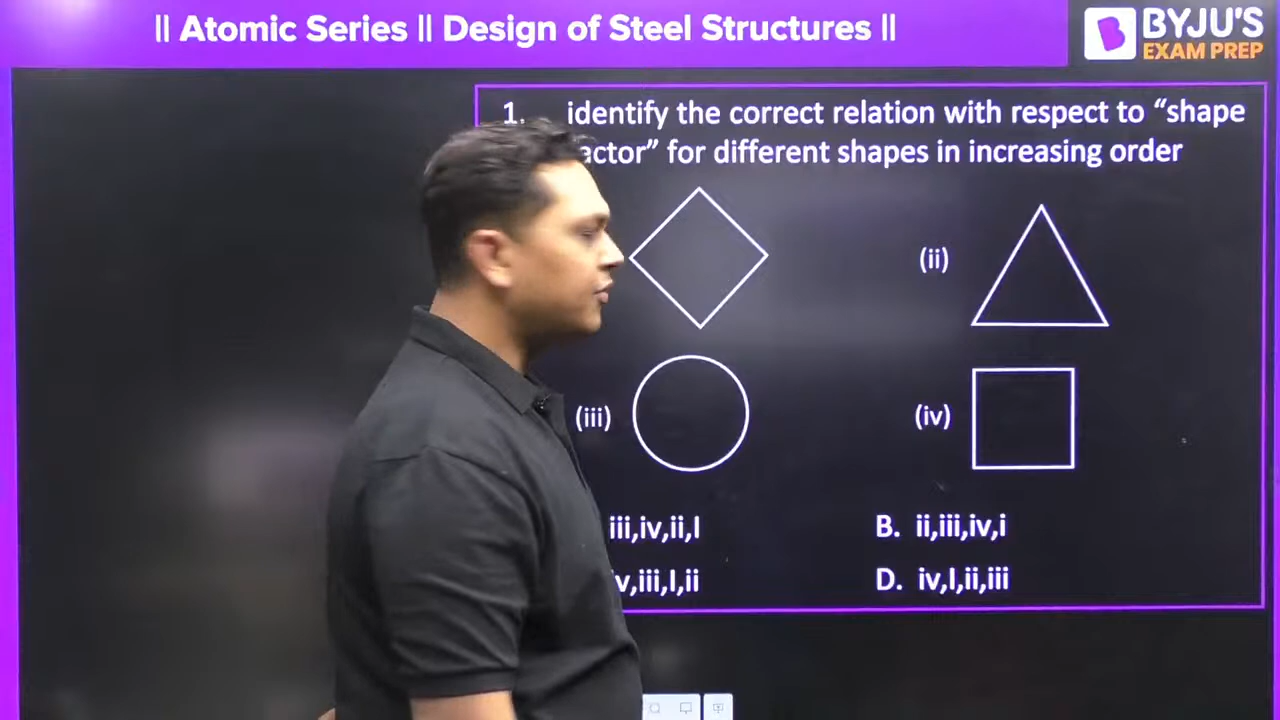 || Atomic Series || Design of Steel Structures ||
BYJU'S
EXAM PREP
1. identify the correct relation with respect to “shape
actor” for different shapes in increasing order
(ii)
(iii)
(iv)
iii,iv,ii,I
B. ii,iii,iv,i
v,iii,I,ii
D. iv,I,ii,iii